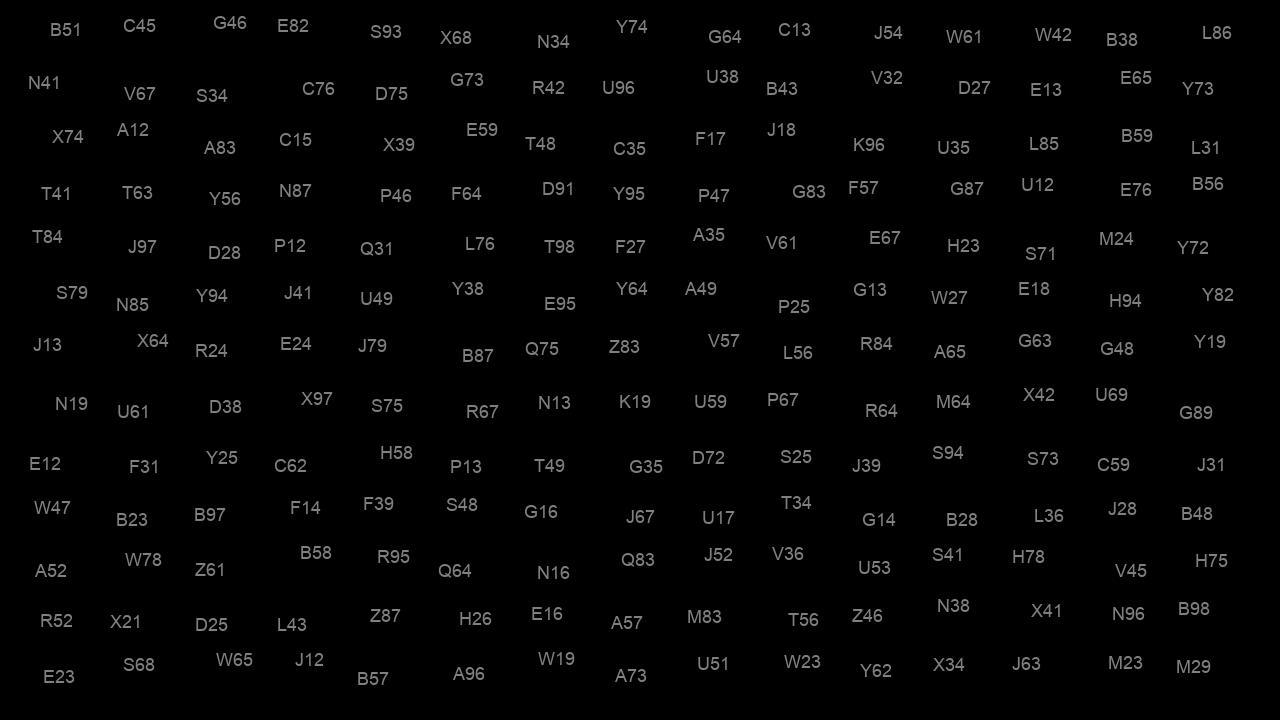 B51 C45 G46 E82 S93 X68 N34 Y74 G64 C13 J54 W61 W42 B38 L86
N41 V67 S34 C76 D75 G73 R42 U96 U38 B43 V32 D27 E13 E65 Y73
X74 A12 A83 C15 X39 E59 T48 C35 F17 J18 K96 U35 L85 B59 L31
T41 T63 Y56 N87 P46 F64 D91 Y95 P47 G83 F57 G87 U12 E76 B56
T84 J97 D28 P12 Q31 L76 T98 F27 A35 V61 E67 H23 S71 M24 Y72
S79 N85 Y94 J41 U49 Y38 E95 Y64 A49 P25 G13 W27 E18 H94 Y82
J13 X64 R24 E24 J79 B87 Q75 Z83 V57 L56 R84 A65 G63 G48 Y19
N19 U61 D38 X97 S75 R67 N13 K19 U59 P67 R64 M64 X42 U69 G89
E12 F31 Y25 C62 H58 P13 T49 G35 D72 S25 J39 S94 S73 C59 J31
W47 B23 B97 F14 F39 S48 G16 J67 U17 T34 G14 B28 L36 J28 B48
A52 W78 Z61 B58 R95 Q64 N16 Q83 J52 V36 U53 S41 H78 V45 H75
R52 X21 D25 L43 Z87 H26 E16 A57 M83 T56 Z46 N38 X41 N96 B98
E23 S68 W65 J12 B57 A96 W19 A73 U51 W23 Y62 X34 J63 M23 M29